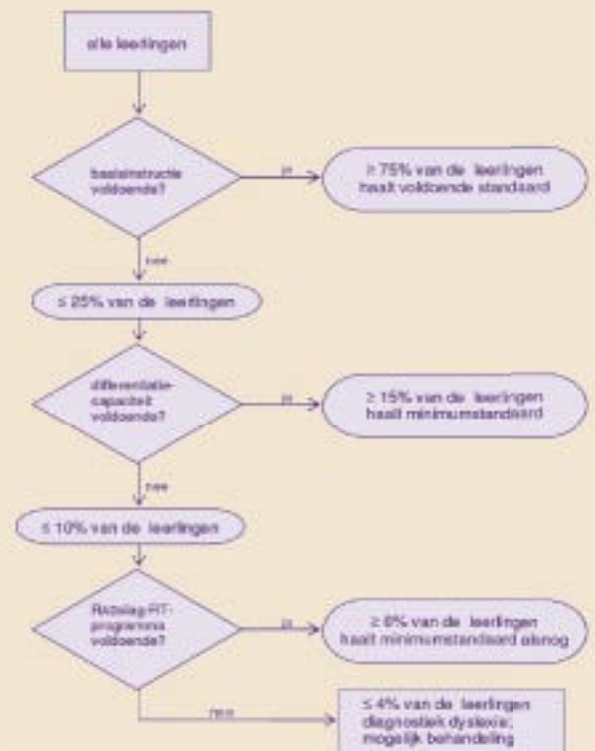 alle leerlingen
basisinstructie
voldoende?
ja
≥ 75% van de leerlingen
haalt voldoende standaard
nee
≤ 25% van de leerlingen
differentiatie-
capaciteit
voldoende?
ja
≥ 15% van de leerlingen
haalt minimumstandaard
nee
≤ 10% van de leerlingen
programma
voldoende?
ja
≥ 6% van de leerlingen
haalt minimumstandaard alsnog
nee
≤ 4% van de leerlingen
diagnostiek dyslexie;
mogelijk behandeling